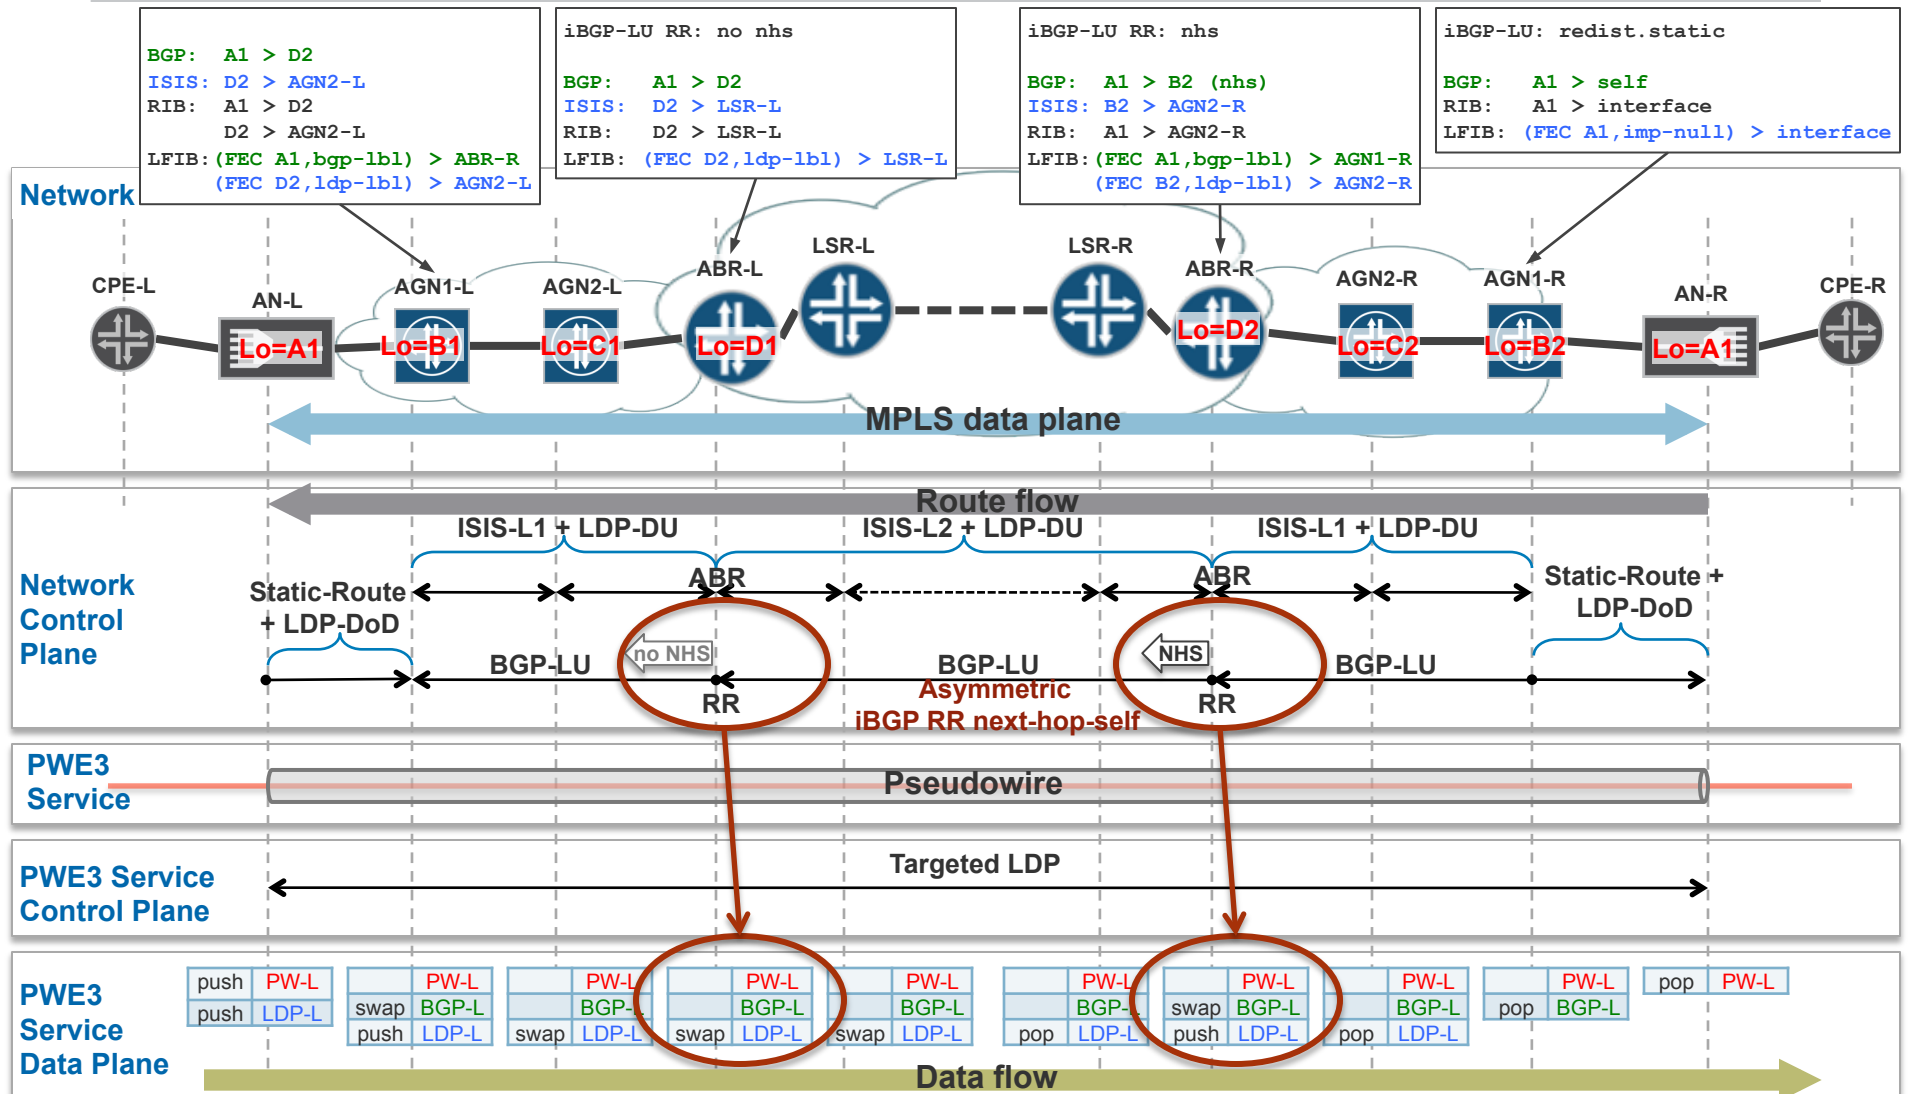 BGP: A1 > D2
ISIS: D2 > AGN2-L
RIB: A1 > D2
D2 > AGN2-L
LFIB:(FEC A1,bgp-lbl) > ABR-R
(FEC D2,ldp-lbl) > AGN2-L
iBGP-LU RR: no nhs
BGP: A1 > D2
ISIS: D2 > LSR-L
RIB: D2 > LSR-L
LFIB: (FEC D2,ldp-lbl) > LSR-L
iBGP-LU RR: nhs
BGP: A1 > B2 (nhs)
ISIS: B2 > AGN2-R
RIB: A1 > AGN2-R
LFIB:(FEC A1,bgp-lbl) > AGN1-R
(FEC B2,ldp-lbl) > AGN2-R
iBGP-LU: redist.static
BGP: A1 > self
RIB: A1 > interface
LFIB: (FEC A1,imp-null) > interface
Network
CPE-L
AN-L
AGN1-L
AGN2-L
ABR-L
LSR-L
LSR-R
ABR-R
AGN2-R
AGN1-R
AN-R
CPE-R
Lo=A1
Lo=B1
Lo=C1
Lo=D1
Lo=D2
Lo=C2
Lo=B2
Lo=A1
MPLS data plane
Route flow
Network
Control
Plane
ISIS-L1 + LDP-DU
ISIS-L2 + LDP-DU
ISIS-L1 + LDP-DU
Static-Route
+ LDP-DoD
ABR
ABR
Static-Route +
LDP-DoD
no NHS
NHS
BGP-LU
BGP-LU
BGP-LU
RR
Asymmetric
iBGP RR next-hop-self
RR
PWE3
Service
Pseudowire
PWE3 Service
Control Plane
Targeted LDP
PWE3
Service
Data Plane
push PW-L
push LDP-L
PW-L
swap BGP-L
push LDP-L
PW-L
BGP-L
swap LDP-L
PW-L
BGP-L
swap LDP-L
PW-L
BGP-L
swap LDP-L
PW-L
BGP-L
pop LDP-L
PW-L
swap BGP-L
push LDP-L
PW-L
BGP-L
pop LDP-L
PW-L
pop BGP-L
pop PW-L
Data flow